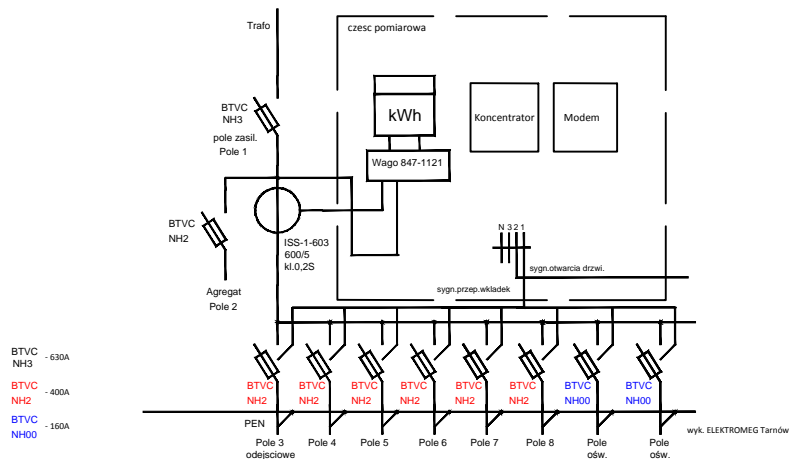 Trafo
czesc pomiarowa
BTVC
NH3
pole zasil.
Pole 1
kWh
Koncentrator
Modem
Wago 847-1121
BTVC
NH2
ISS-1-603
600/5
kl.0,2S
Agregat
Pole 2
N 3 2 1
sygn.otwarcia drzwi.
sygn.przep.wkladek
BTVC
NH3
- 630A
BTVC
NH2
- 400A
BTVC
NH00
- 160A
BTVC
NH2
BTVC
NH2
BTVC
NH2
BTVC
NH2
BTVC
NH2
BTVC
NH2
BTVC
NH00
BTVC
NH00
PEN
wyk. ELEKTROMEG Tarnów
Pole 3
odejsciowe
Pole 4
Pole 5
Pole 6
Pole 7
Pole 8
Pole
ośw.
Pole
ośw.